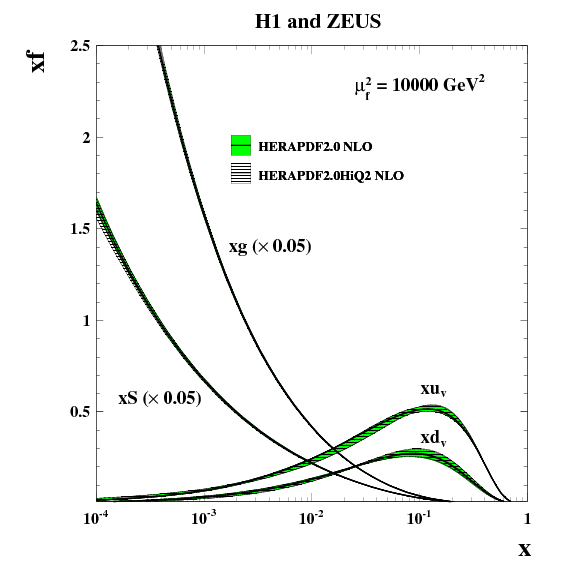 H1 and ZEUS
xf
2.5
2
1.5
1
0.5
μ²f = 10000 GeV²
HERAPDF2.0 NLO
HERAPDF2.0HiQ2 NLO
xg (× 0.05)
xS (× 0.05)
xuv
xdv
10⁻⁴ 10⁻³ 10⁻² 10⁻¹ 1
x